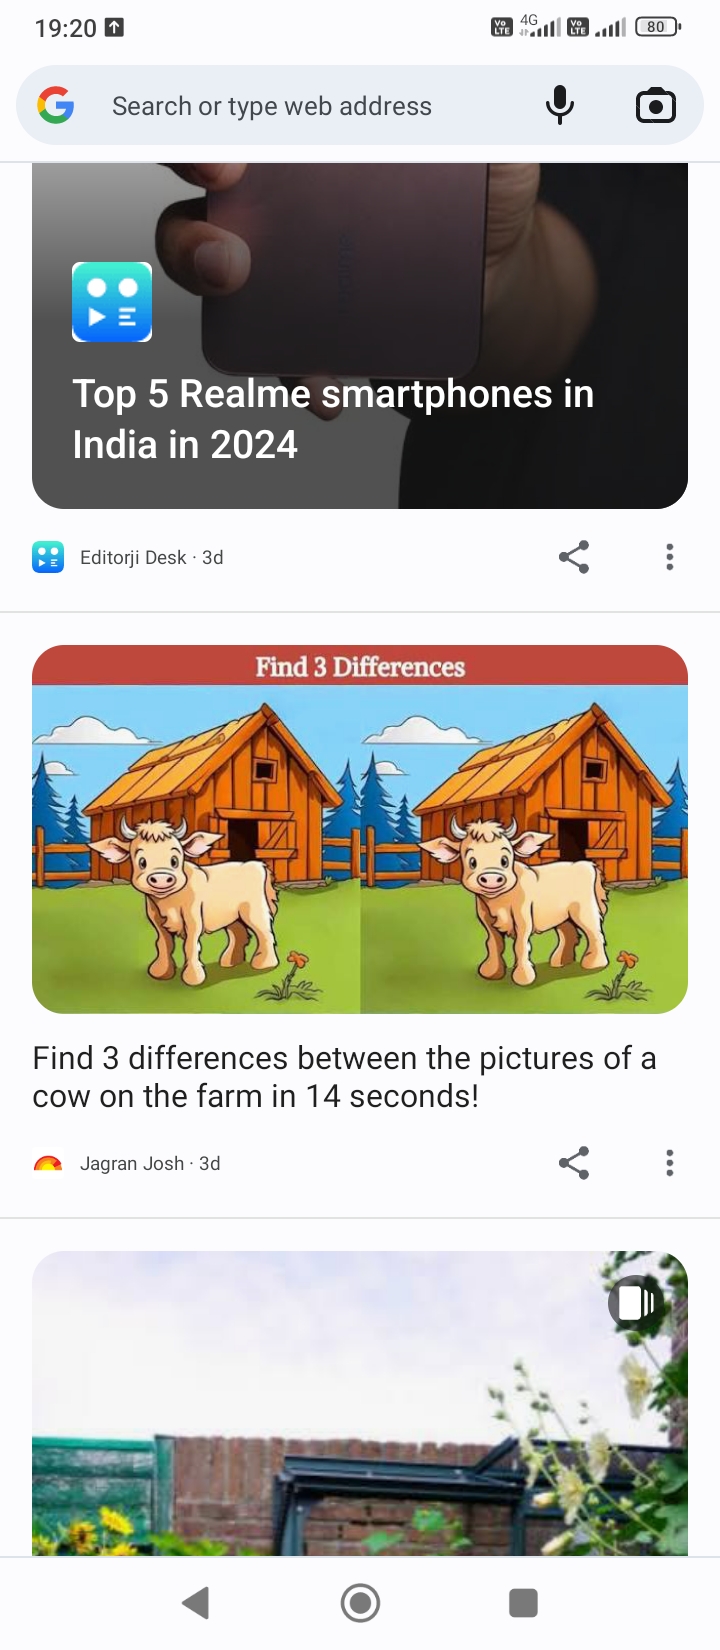 19:20
Vo LTE 4G Vo LTE 80
Search or type web address
Top 5 Realme smartphones in
India in 2024
Editorji Desk · 3d
Find 3 Differences
Find 3 differences between the pictures of a
cow on the farm in 14 seconds!
Jagran Josh · 3d